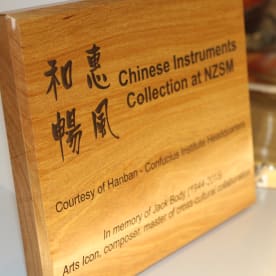 惠風和暢
Chinese Instruments
Collection at NZSM
Courtesy of Hanban - Confucius Institute Headquarters
In memory of Jack Body (1944-2015)
Arts Icon, composer, master of cross-cultural collaboration